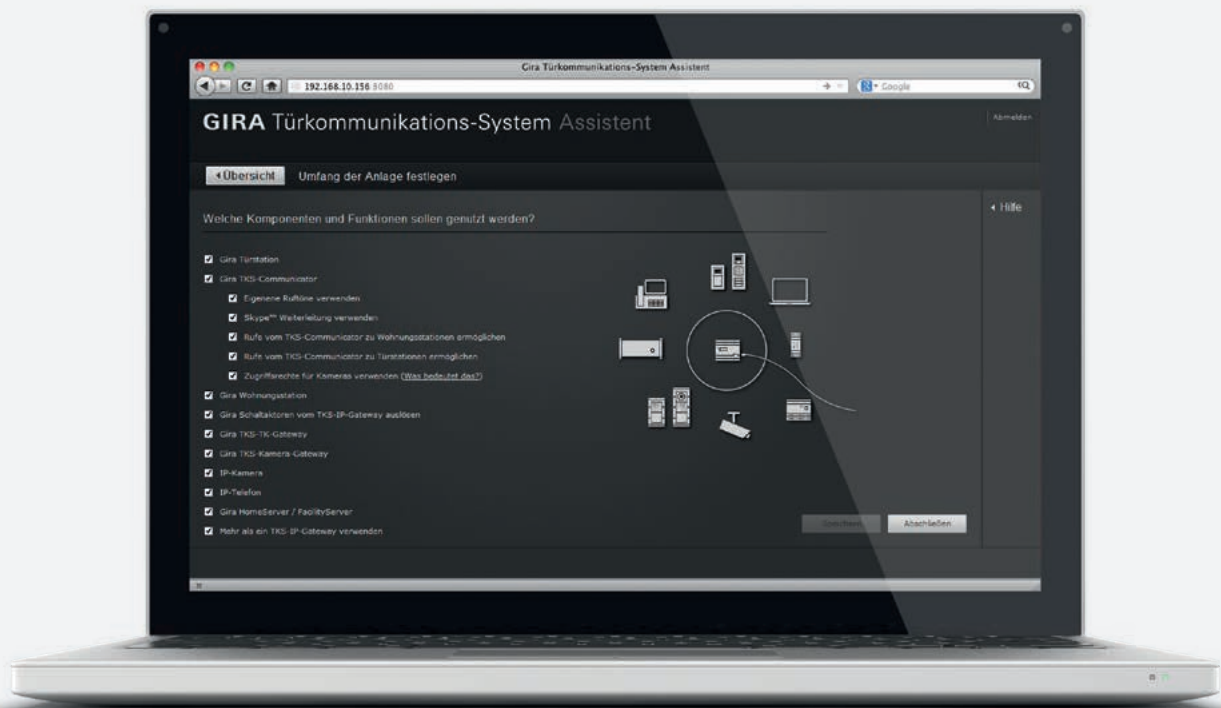 Gira Türkommunikations-System Assistent
192.168.10.156:5080
Google
GIRA Türkommunikations-System Assistent
Abmelden
Übersicht
Umfang der Anlage festlegen
Hilfe
Welche Komponenten und Funktionen sollen genutzt werden?
Gira Türstation
Gira TKS-Communicator
Eigenene Ruftöne verwenden
Skype™ Weiterleitung verwenden
Rufe vom TKS-Communicator zu Wohnungsstationen ermöglichen
Rufe vom TKS-Communicator zu Türstationen ermöglichen
Zugriffsrechte für Kameras verwenden (Was bedeutet das?)
Gira Wohnungsstation
Gira Schaltaktoren vom TKS-IP-Gateway auslösen
Gira TKS-TK-Gateway
Gira TKS-Kamera-Gateway
IP-Kamera
IP-Telefon
Gira HomeServer / FacilityServer
Mehr als ein TKS-IP-Gateway verwenden
Speichern
Abschließen